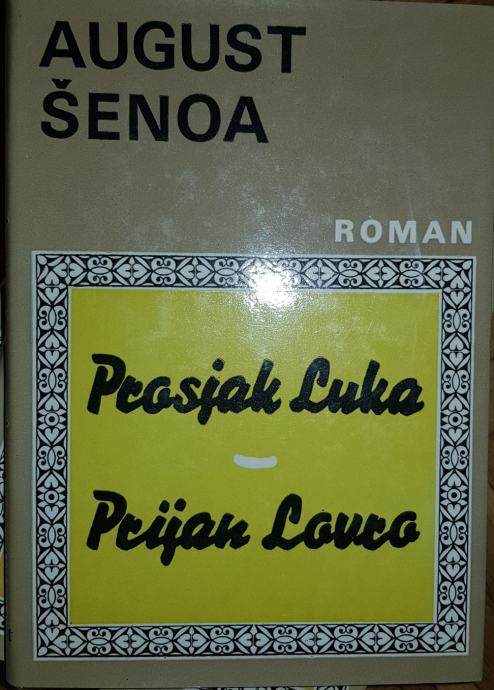 AUGUST
ŠENOA
ROMAN
Prosjak Luka
-
Prijan Lovro